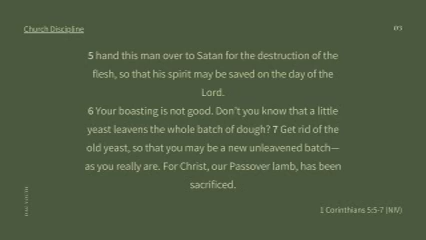 Church Discipline
5 hand this man over to Satan for the destruction of the
flesh, so that his spirit may be saved on the day of the
Lord.
6 Your boasting is not good. Don't you know that a little
yeast leavens the whole batch of dough? 7 Get rid of the
old yeast, so that you may be a new unleavened batch—
as you really are. For Christ, our Passover lamb, has been
sacrificed.
1 Corinthians 5:5-7 (NIV)